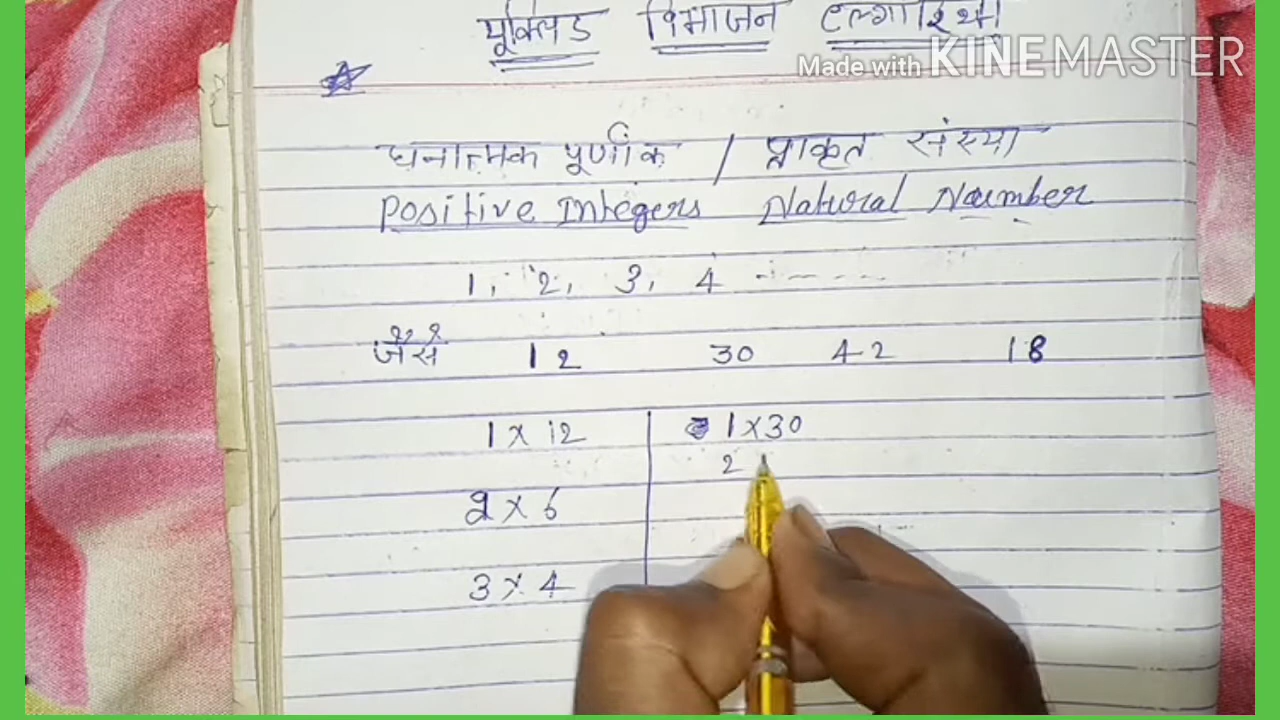 यूक्लिड विभाजन एल्गोरिथ्म
Made with KINEMASTER
धनात्मक पूर्णांक / प्राकृत संख्या
Positive Integers Natural Number
1, 2, 3, 4 - - - - -
जैसे 12 30 42 18
1 x 12 1 x 30
2
2 x 6
3 x 4